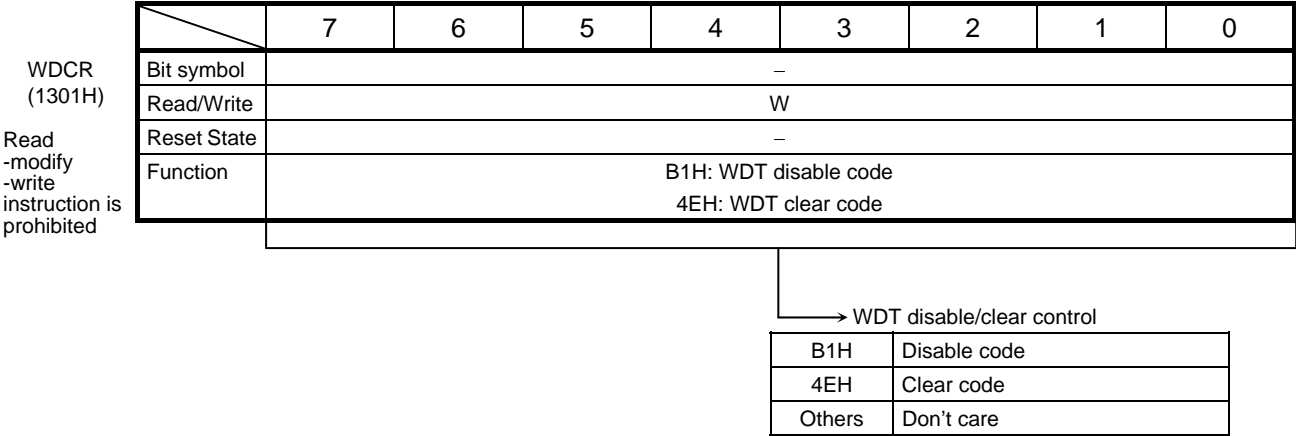 7 6 5 4 3 2 1 0
WDCR
(1301H)
Read
-modify
-write
instruction is
prohibited
Bit symbol –
Read/Write W
Reset State –
Function B1H: WDT disable code
4EH: WDT clear code
WDT disable/clear control
B1H Disable code
4EH Clear code
Others Don’t care